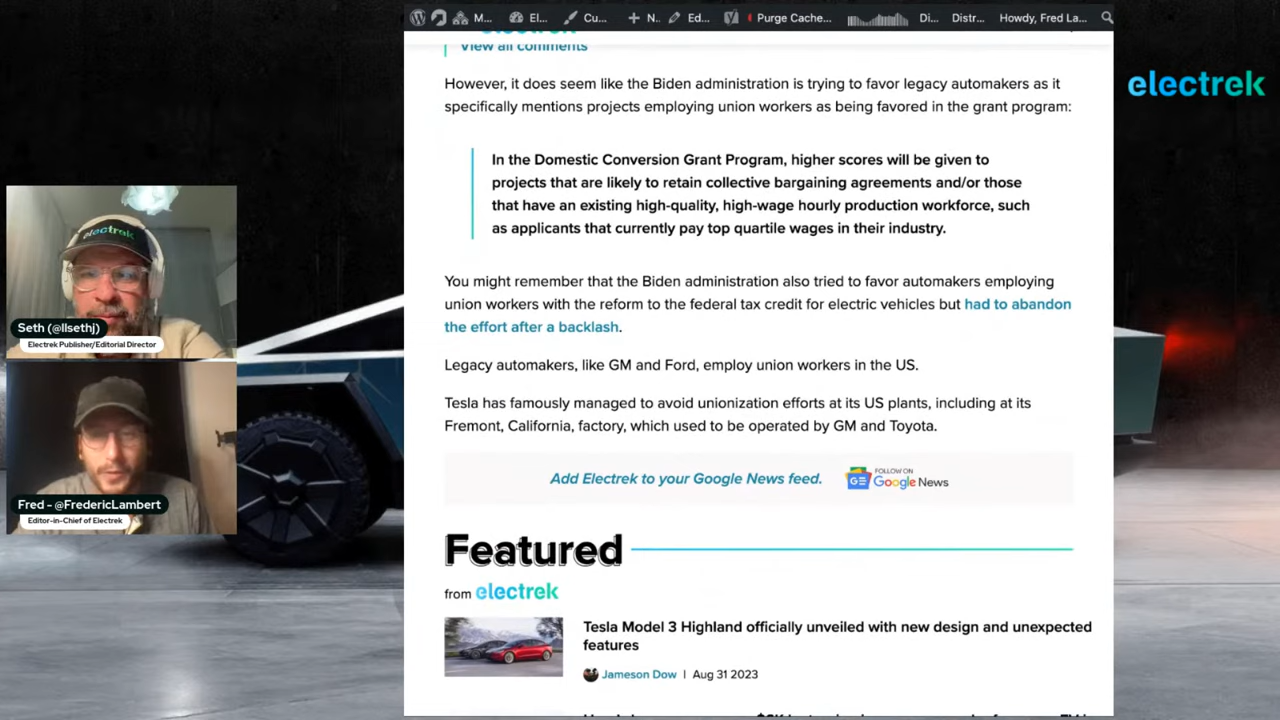 M...
El...
Cu...
N.
Ed...
Purge Cache...
Di...
Distr...
Howdy, Fred La...
View all comments
However, it does seem like the Biden administration is trying to favor legacy automakers as it
specifically mentions projects employing union workers as being favored in the grant program:
In the Domestic Conversion Grant Program, higher scores will be given to
projects that are likely to retain collective bargaining agreements and/or those
that have an existing high-quality, high-wage hourly production workforce, such
as applicants that currently pay top quartile wages in their industry.
You might remember that the Biden administration also tried to favor automakers employing
union workers with the reform to the federal tax credit for electric vehicles but had to abandon
the effort after a backlash.
Legacy automakers, like GM and Ford, employ union workers in the US.
Tesla has famously managed to avoid unionization efforts at its US plants, including at its
Fremont, California, factory, which used to be operated by GM and Toyota.
Add Electrek to your Google News feed.
GE
FOLLOW ON
Google News
Featured
from electrek
Tesla Model 3 Highland officially unveiled with new design and unexpected
features
Jameson Dow | Aug 31 2023
electrek
electrek
Seth (@llsethj)
Electrek Publisher/Editorial Director
Fred - @FredericLambert
Editor-in-Chief of Electrek